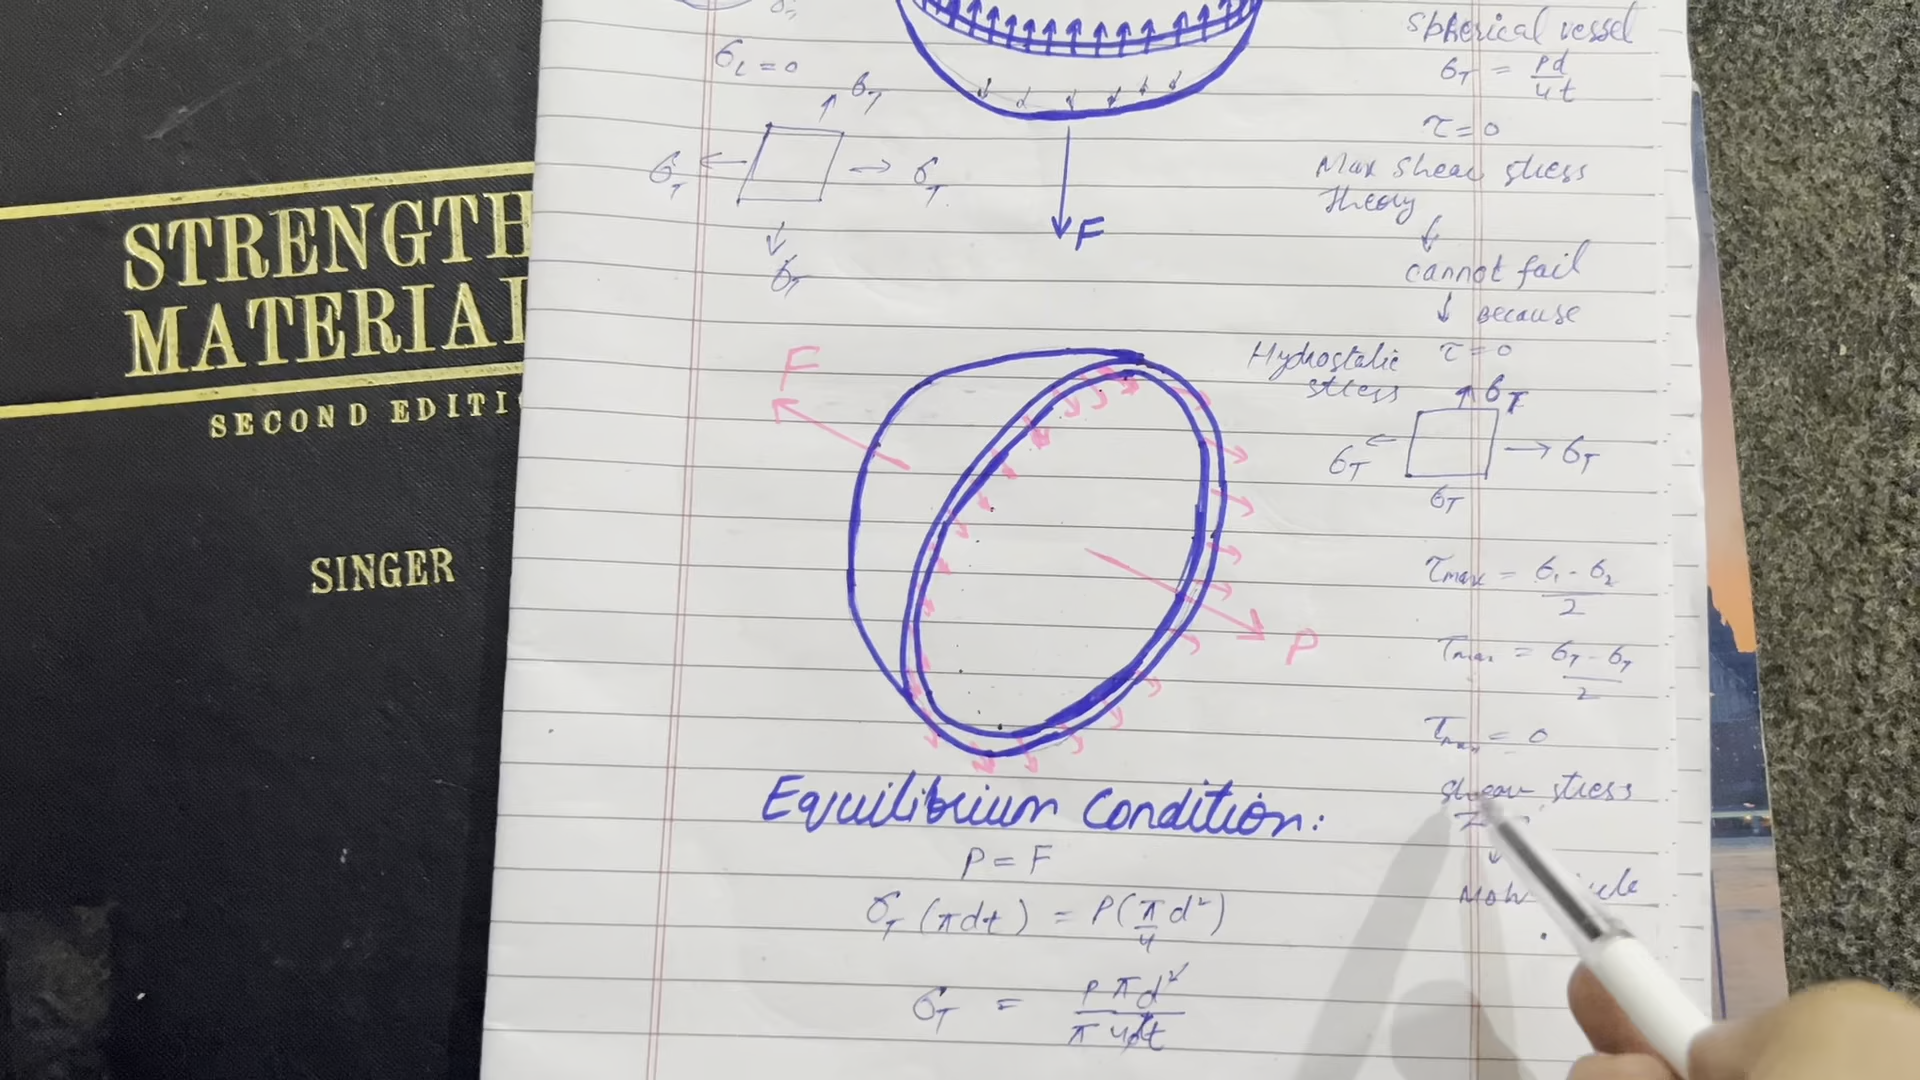 STRENGTH
MATERIAL
SECOND EDITI
SINGER
σL = 0
σT
σT
σT
σT
F
Spherical vessel
σT = Pd/4t
τ = 0
Max Shear stress
theory
↓
cannot fail
↓ Because
Hydrostatic
stress
τ = 0
σT
σT
σT
σT
F
P
τmax = σ1 - σ2 / 2
τmax = σT - σT / 2
τmax = 0
shear stress
Equilibrium Condition:
P = F
σT (πdt) = P(π/4 d²)
σT = Pπd² / π4dt